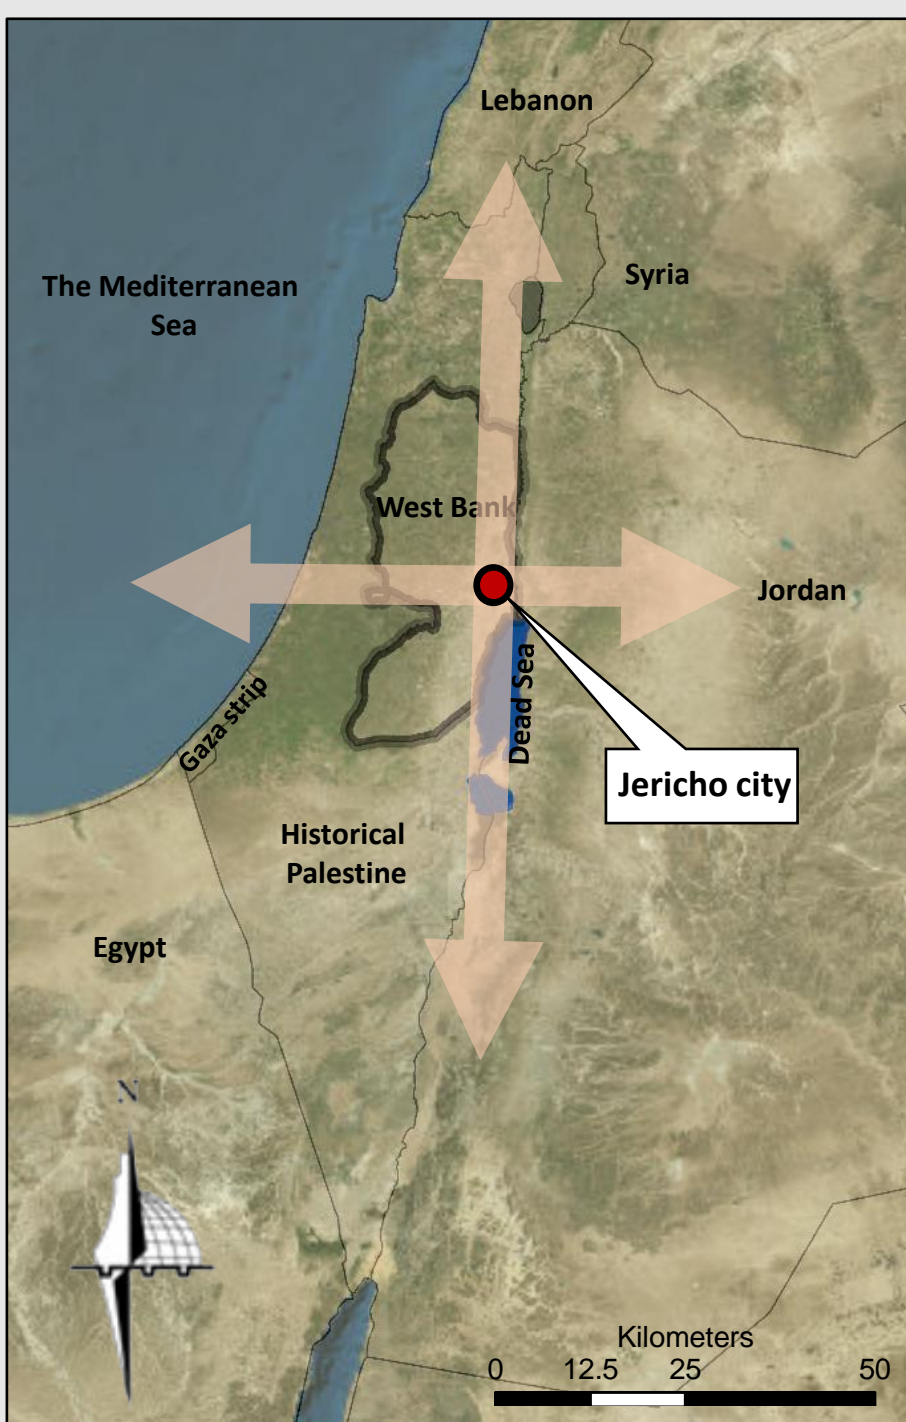 Lebanon
The Mediterranean
Sea
Syria
West Bank
Jordan
Dead Sea
Gaza strip
Jericho city
Historical
Palestine
Egypt
N
Kilometers
0 12.5 25 50